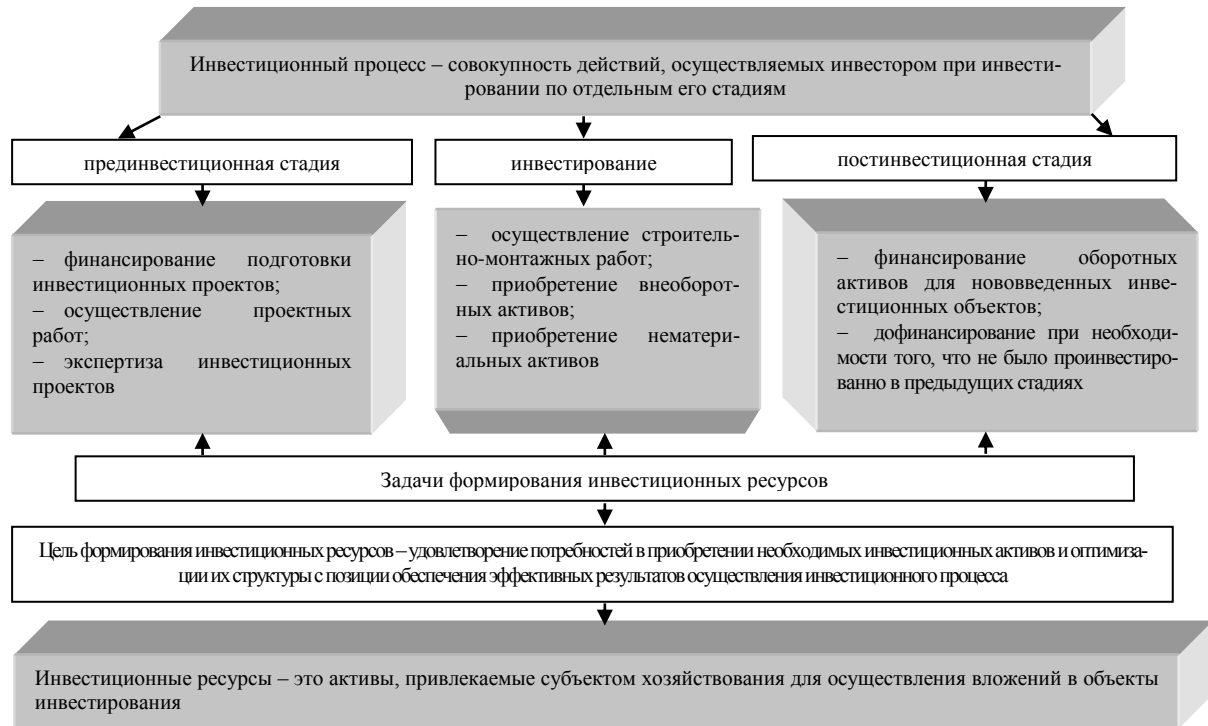 Инвестиционный процесс – совокупность действий, осуществляемых инвестором при инвести-
ровании по отдельным его стадиям
прединвестиционная стадия
инвестирование
постинвестиционная стадия
– финансирование подготовки
инвестиционных проектов;
– осуществление проектных
работ;
– экспертиза инвестиционных
проектов
– осуществление строитель-
но-монтажных работ;
– приобретение внеоборот-
ных активов;
– приобретение нематери-
альных активов
– финансирование оборотных
активов для нововведенных инве-
стиционных объектов;
– дофинансирование при необходи-
мости того, что не было проинвестиро-
ванно в предыдущих стадиях
Задачи формирования инвестиционных ресурсов
Цель формирования инвестиционных ресурсов – удовлетворение потребностей в приобретении необходимых инвестиционных активов и оптимиза-
ции их структуры с позиции обеспечения эффективных результатов осуществления инвестиционного процесса
Инвестиционные ресурсы – это активы, привлекаемые субъектом хозяйствования для осуществления вложений в объекты
инвестирования